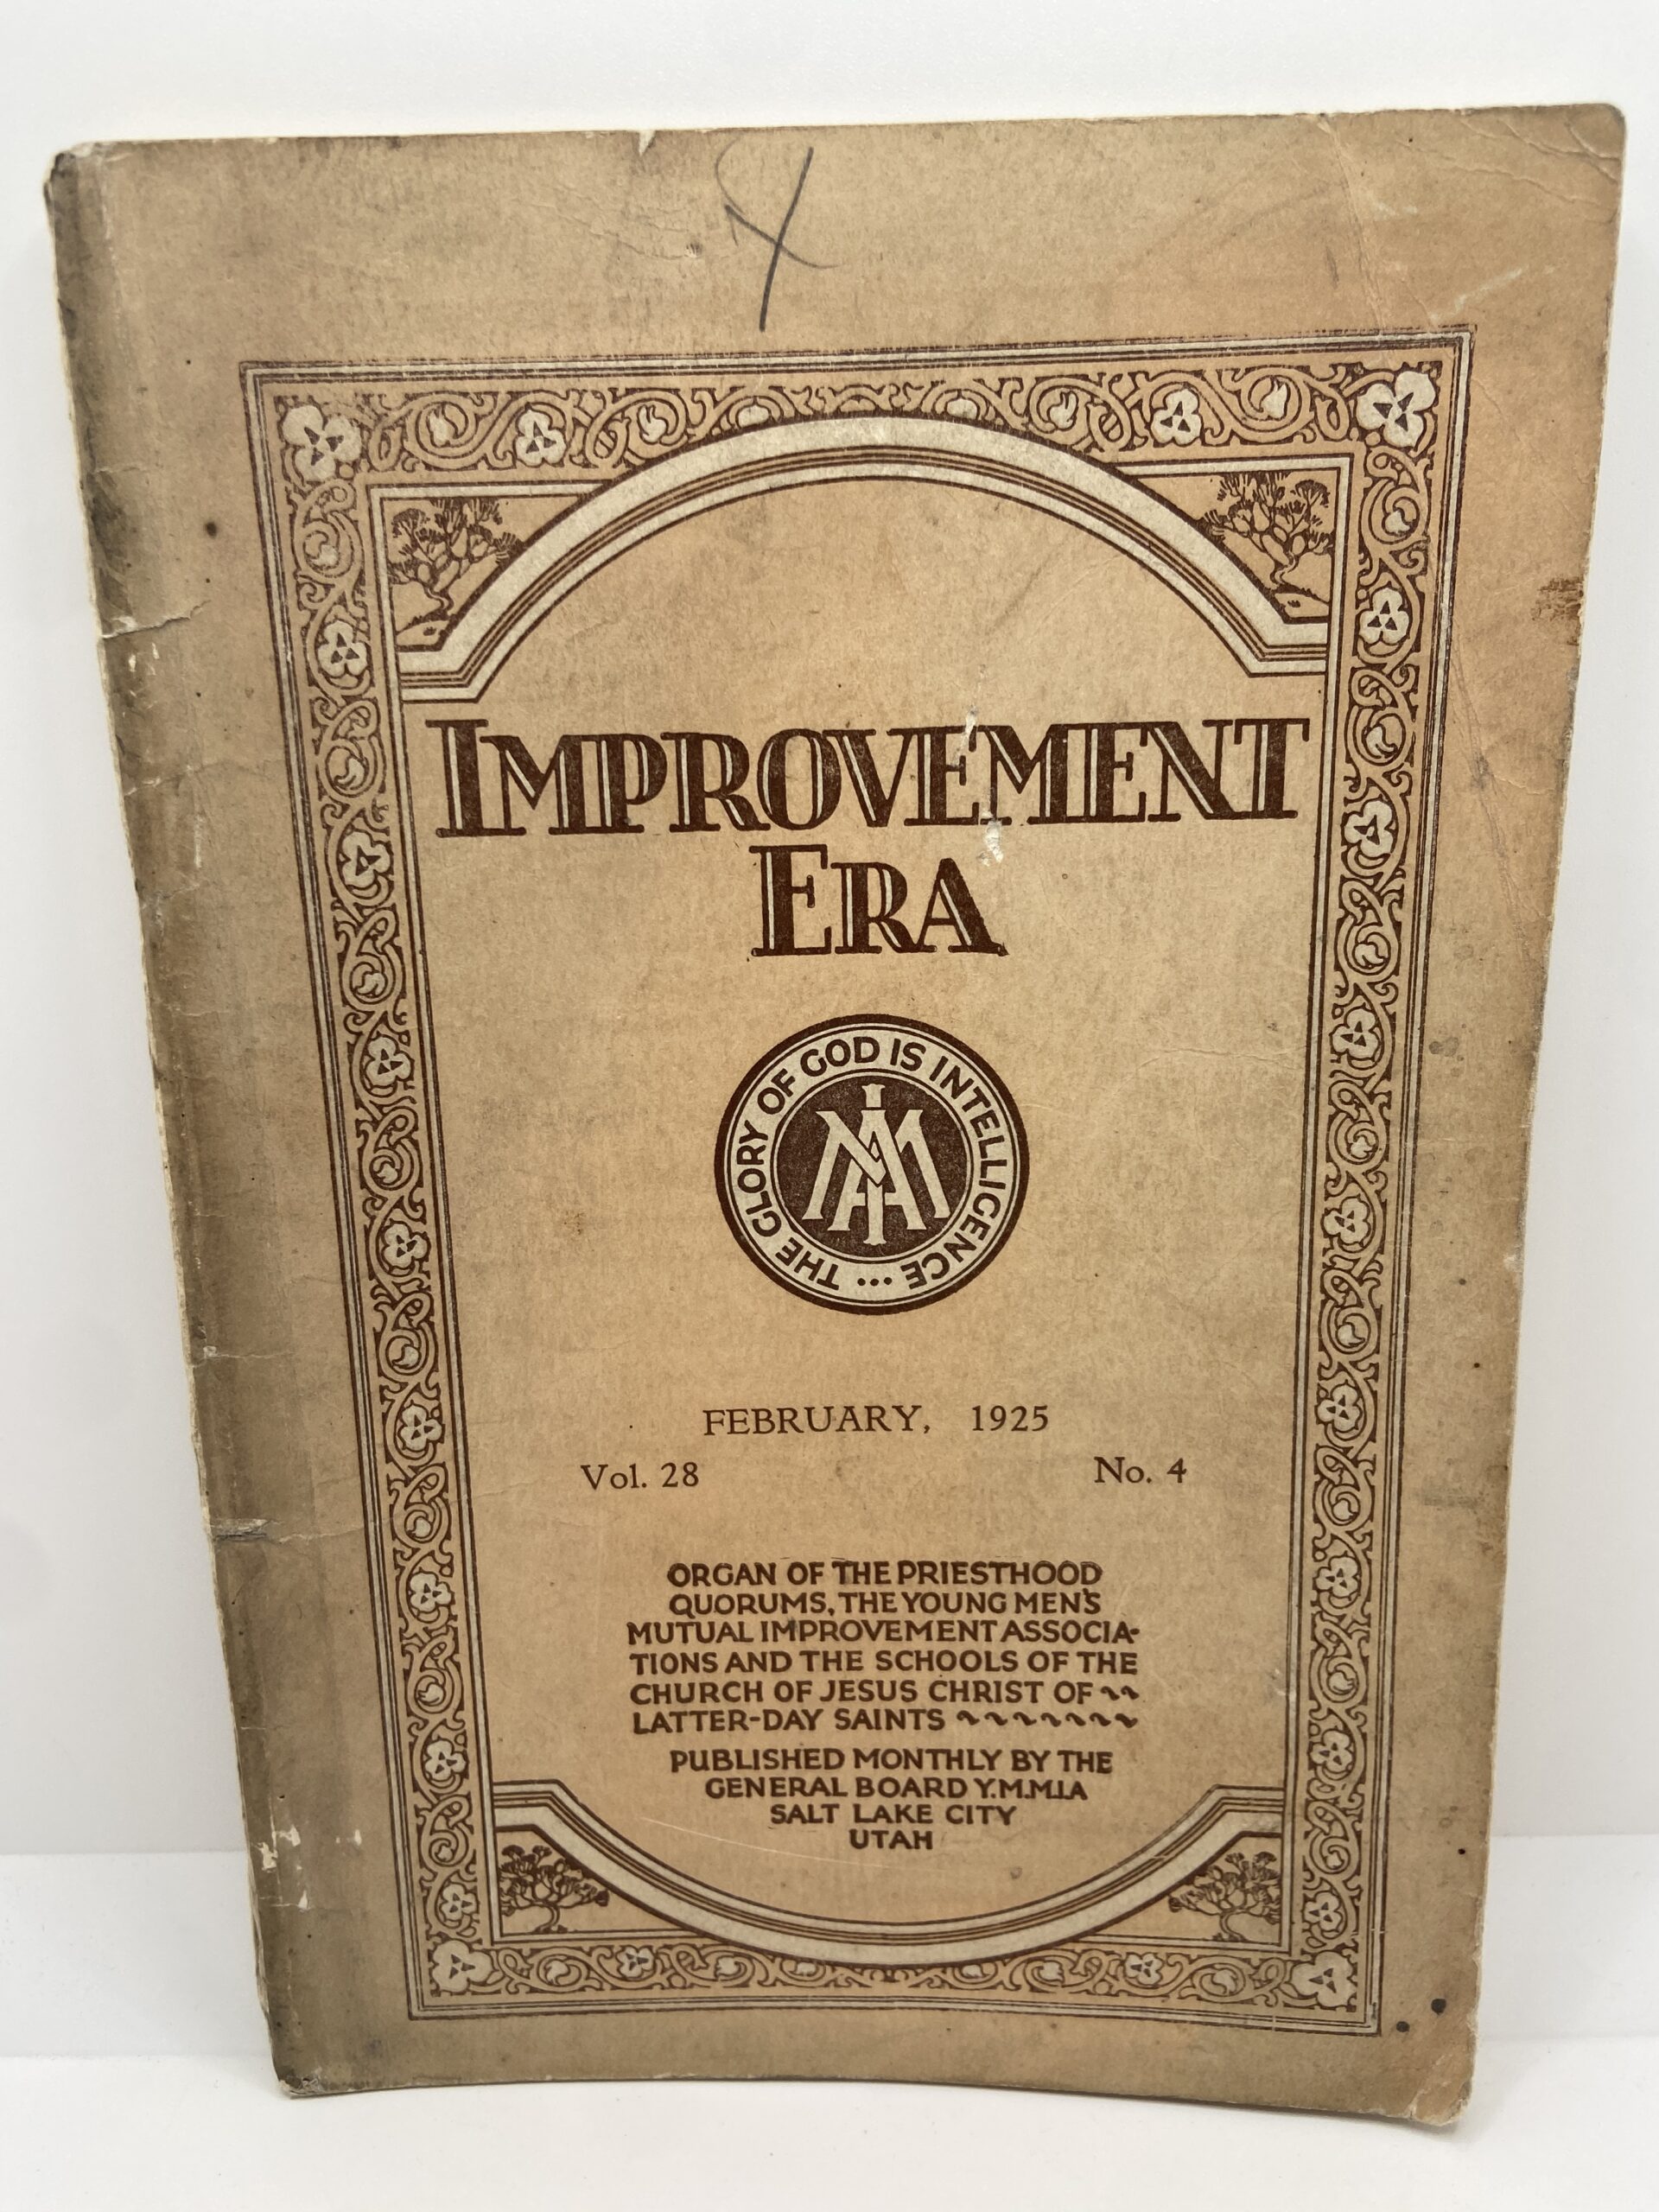 IMPROVEMENT
ERA
THE GLORY OF GOD IS INTELLIGENCE ...
MIA
FEBRUARY, 1925
Vol. 28 No. 4
ORGAN OF THE PRIESTHOOD
QUORUMS, THE YOUNG MEN'S
MUTUAL IMPROVEMENT ASSOCIA-
TIONS AND THE SCHOOLS OF THE
CHURCH OF JESUS CHRIST OF ~~
LATTER-DAY SAINTS ~~~~~~~
PUBLISHED MONTHLY BY THE
GENERAL BOARD Y.M.M.I.A
SALT LAKE CITY
UTAH